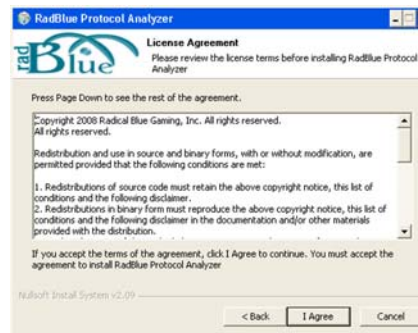 RadBlue Protocol Analyzer
rad
Blue
License Agreement
Please review the license terms before installing RadBlue Protocol
Analyzer
Press Page Down to see the rest of the agreement.
Copyright 2008 Radical Blue Gaming, Inc. All rights reserved.
All rights reserved.
Redistribution and use in source and binary forms, with or without modification, are
permitted provided that the following conditions are met:
1. Redistributions of source code must retain the above copyright notice, this list of
conditions and the following disclaimer.
2. Redistributions in binary form must reproduce the above copyright notice, this list of
conditions and the following disclaimer in the documentation and/or other materials
provided with the distribution.
If you accept the terms of the agreement, click I Agree to continue. You must accept the
agreement to install RadBlue Protocol Analyzer
Nullsoft Install System v2.09
< Back
I Agree
Cancel